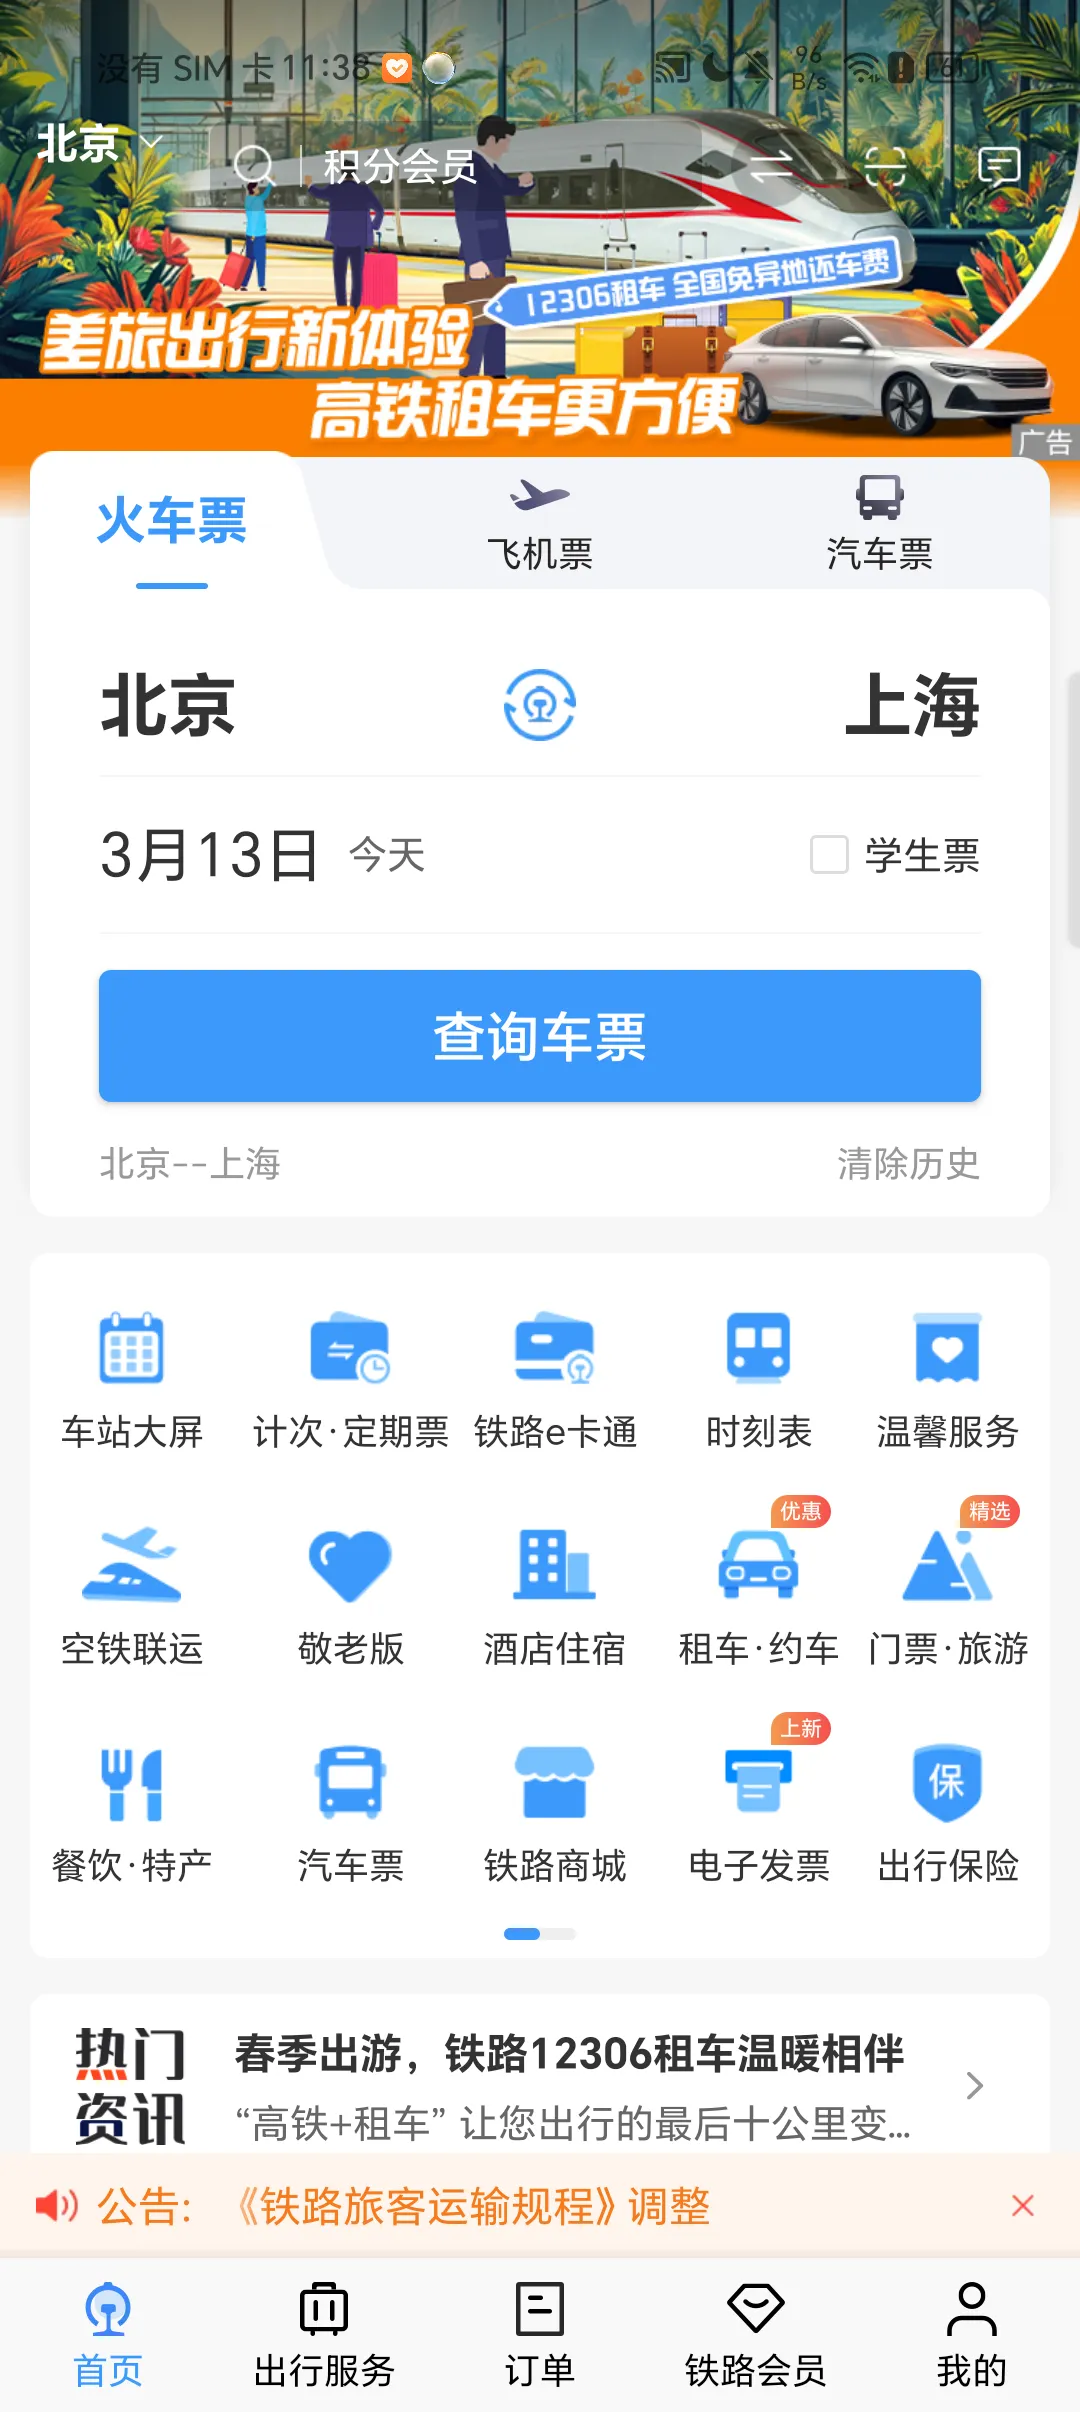 没有 SIM 卡 11:38
96 B/s
61
北京
积分会员
12306租车 全国免异地还车费
差旅出行新体验
高铁租车更方便
广告
火车票
飞机票
汽车票
北京
上海
3月13日 今天
学生票
查询车票
北京--上海
清除历史
车站大屏
计次·定期票
铁路e卡通
时刻表
温馨服务
优惠
精选
空铁联运
敬老版
酒店住宿
租车·约车
门票·旅游
上新
保
餐饮·特产
汽车票
铁路商城
电子发票
出行保险
热门
资讯
春季出游，铁路12306租车温暖相伴
“高铁+租车” 让您出行的最后十公里变...
公告: 《铁路旅客运输规程》调整
首页
出行服务
订单
铁路会员
我的